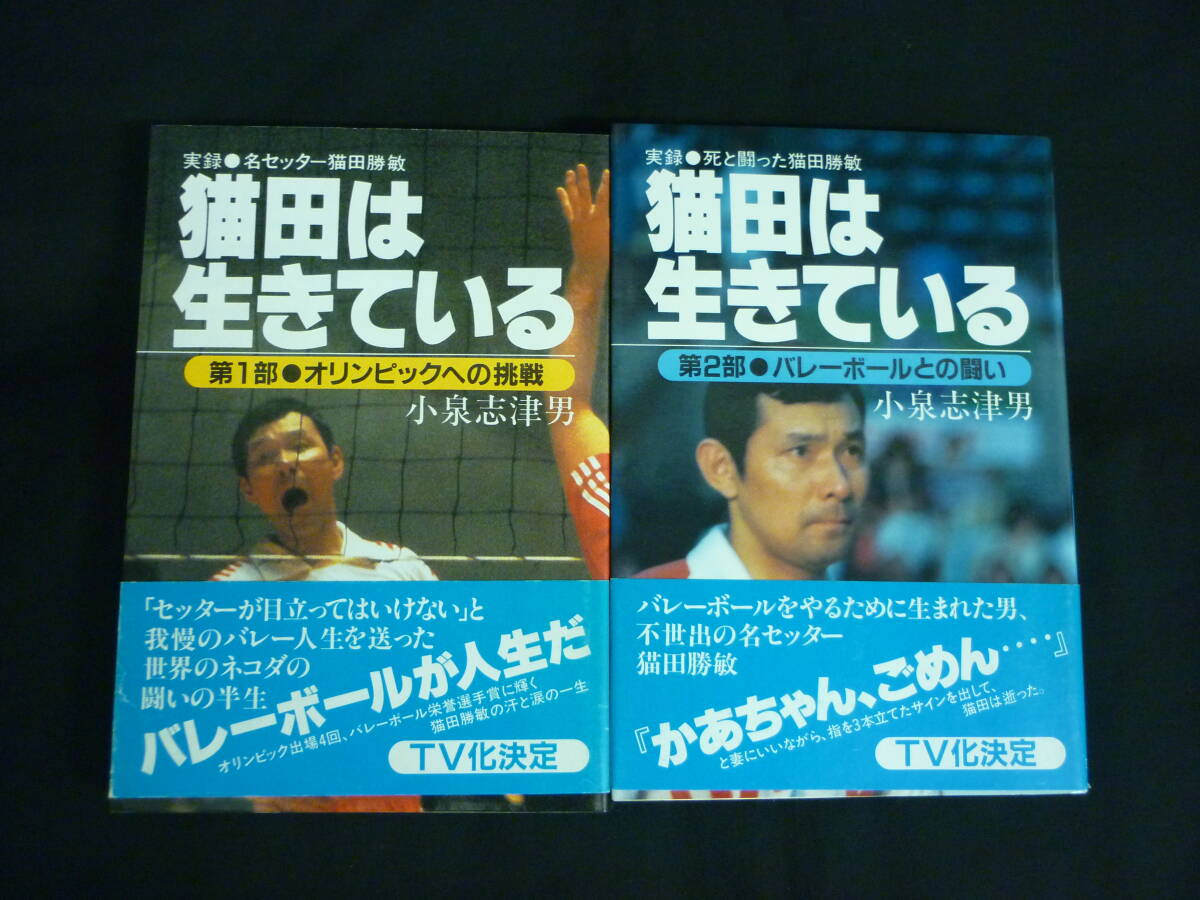 実録●名セッター猫田勝敏
猫田は
生きている
第1部●オリンピックへの挑戦
小泉志津男
「セッターが目立ってはいけない」と
我慢のバレー人生を送った
世界のネコダの
闘いの半生
バレーボールが人生だ
オリンピック出場4回、バレーボール栄誉選手賞に輝く
猫田勝敏の汗と涙の一生
TV化決定
実録●死と闘った猫田勝敏
猫田は
生きている
第2部●バレーボールとの闘い
小泉志津男
バレーボールをやるために生まれた男、
不世出の名セッター
猫田勝敏
『かあちゃん、ごめん…・』
と妻にいいながら、指を3本立てたサインを出して、
猫田は逝った。
TV化決定